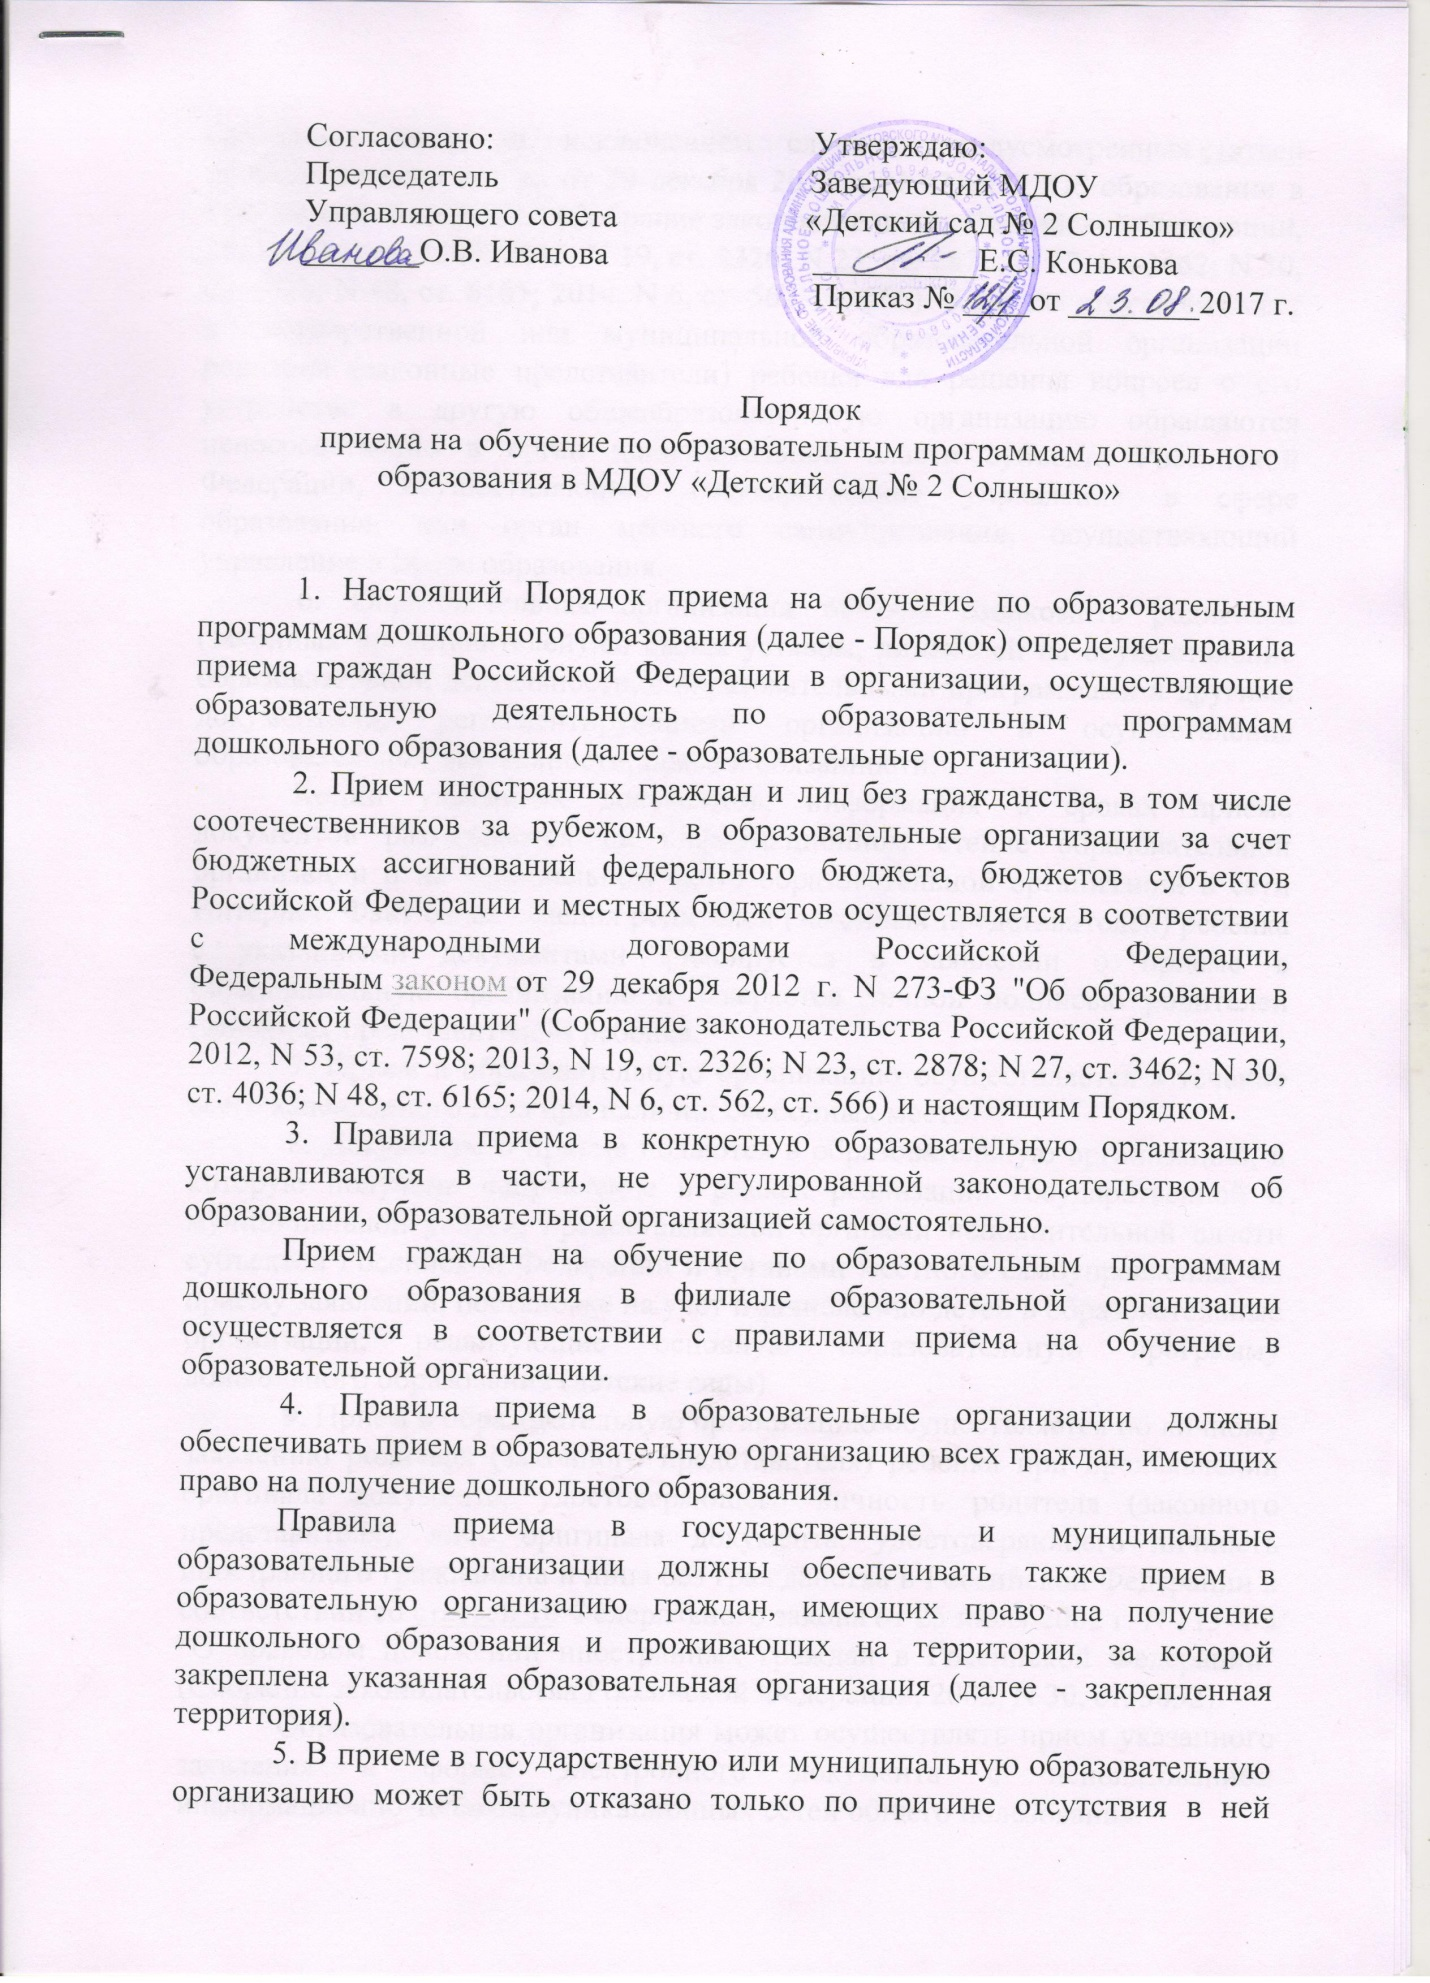 Согласовано:
Председатель
Управляющего совета
Иванова О.В. Иванова
Утверждаю:
Заведующий МДОУ
«Детский сад № 2 Солнышко»
Е.С. Конькова
Приказ № 12/1 от 23.08.2017 г.
Порядок
приема на обучение по образовательным программам дошкольного
образования в МДОУ «Детский сад № 2 Солнышко»
1. Настоящий Порядок приема на обучение по образовательным
программам дошкольного образования (далее - Порядок) определяет правила
приема граждан Российской Федерации в организации, осуществляющие
образовательную деятельность по образовательным программам
дошкольного образования (далее - образовательные организации).
2. Прием иностранных граждан и лиц без гражданства, в том числе
соотечественников за рубежом, в образовательные организации за счет
бюджетных ассигнований федерального бюджета, бюджетов субъектов
Российской Федерации и местных бюджетов осуществляется в соответствии
с международными договорами Российской Федерации,
Федеральным законом от 29 декабря 2012 г. N 273-ФЗ "Об образовании в
Российской Федерации" (Собрание законодательства Российской Федерации,
2012, N 53, ст. 7598; 2013, N 19, ст. 2326; N 23, ст. 2878; N 27, ст. 3462; N 30,
ст. 4036; N 48, ст. 6165; 2014, N 6, ст. 562, ст. 566) и настоящим Порядком.
3. Правила приема в конкретную образовательную организацию
устанавливаются в части, не урегулированной законодательством об
образовании, образовательной организацией самостоятельно.
Прием граждан на обучение по образовательным программам
дошкольного образования в филиале образовательной организации
осуществляется в соответствии с правилами приема на обучение в
образовательной организации.
4. Правила приема в образовательные организации должны
обеспечивать прием в образовательную организацию всех граждан, имеющих
право на получение дошкольного образования.
Правила приема в государственные и муниципальные
образовательные организации должны обеспечивать также прием в
образовательную организацию граждан, имеющих право на получение
дошкольного образования и проживающих на территории, за которой
закреплена указанная образовательная организация (далее - закрепленная
территория).
5. В приеме в государственную или муниципальную образовательную
организацию может быть отказано только по причине отсутствия в ней